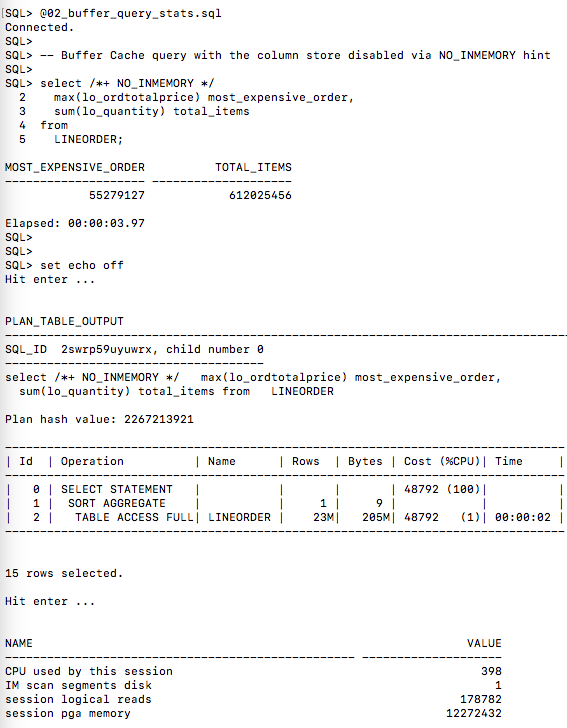 [SQL> @02_buffer_query_stats.sql
Connected.
SQL>
SQL> -- Buffer Cache query with the column store disabled via NO_INMEMORY hint
SQL>
SQL> select /*+ NO_INMEMORY */
  2    max(lo_ordtotalprice) most_expensive_order,
  3    sum(lo_quantity) total_items
  4  from
  5    LINEORDER;

MOST_EXPENSIVE_ORDER          TOTAL_ITEMS
-------------------- --------------------
            55279127            612025456

Elapsed: 00:00:03.97
SQL>
SQL>
SQL> set echo off
Hit enter ...

PLAN_TABLE_OUTPUT
--------------------------------------------------------------------------------
SQL_ID  2swrp59uyuwrx, child number 0
-------------------------------------
select /*+ NO_INMEMORY */   max(lo_ordtotalprice) most_expensive_order,
  sum(lo_quantity) total_items from   LINEORDER

Plan hash value: 2267213921

--------------------------------------------------------------------------------
| Id  | Operation          | Name      | Rows  | Bytes | Cost (%CPU)| Time     |
--------------------------------------------------------------------------------
|   0 | SELECT STATEMENT   |           |       |       | 48792 (100)|          |
|   1 |  SORT AGGREGATE    |           |     1 |     9 |            |          |
|   2 |   TABLE ACCESS FULL| LINEORDER |    23M|   205M| 48792   (1)| 00:00:02 |
--------------------------------------------------------------------------------

15 rows selected.

Hit enter ...

NAME                                                              VALUE
-------------------------------------------------- --------------------
CPU used by this session                                            398
IM scan segments disk                                                 1
session logical reads                                            178782
session pga memory                                             12272432